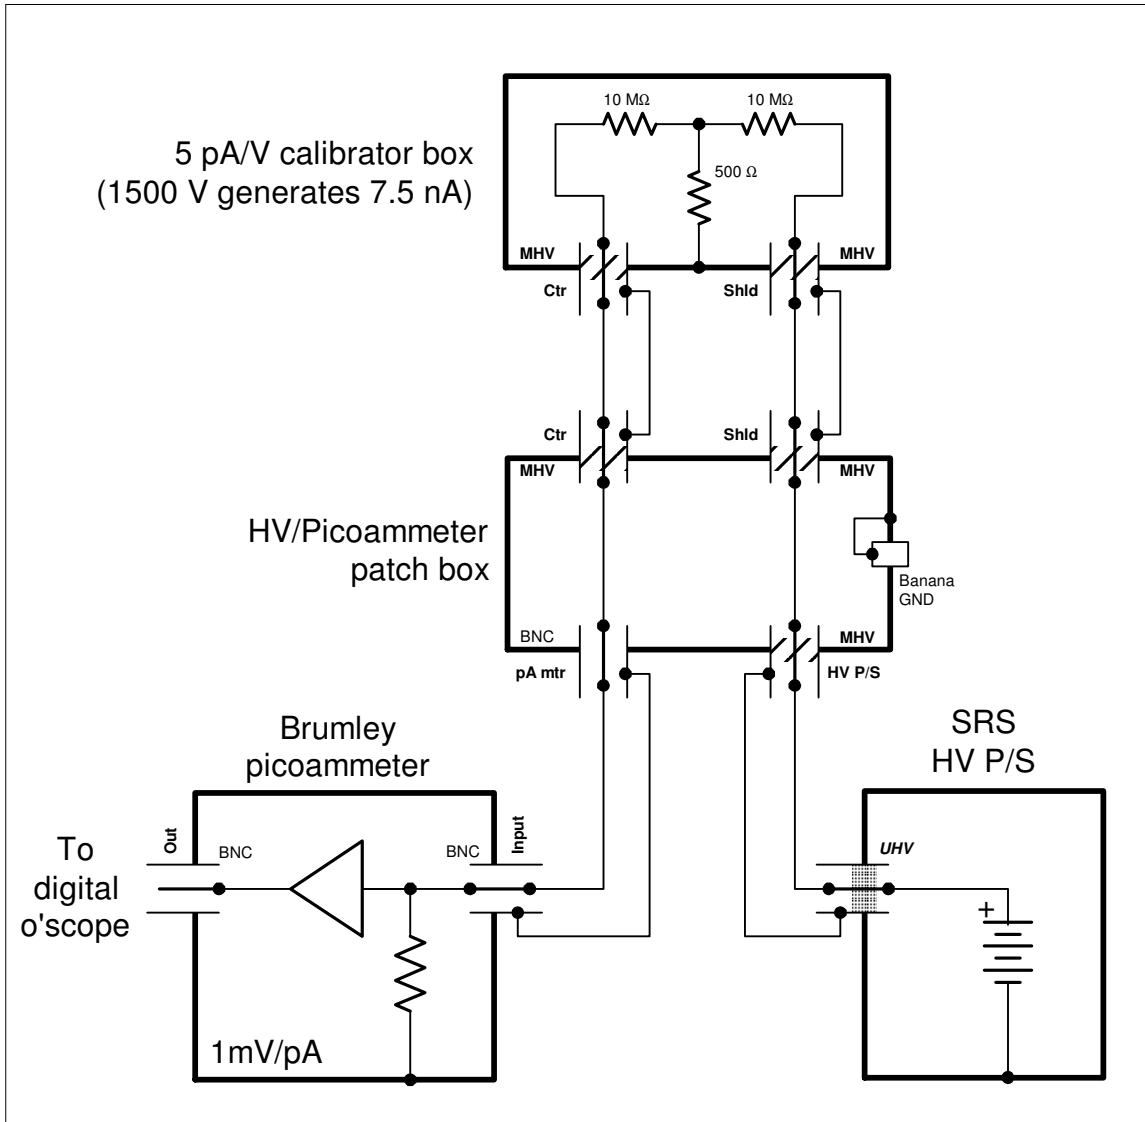 10 MΩ
10 MΩ
5 pA/V calibrator box
(1500 V generates 7.5 nA)
500 Ω
MHV
MHV
Ctr
Shld
Ctr
Shld
MHV
MHV
HV/Picoammeter
patch box
Banana
GND
BNC
MHV
pA mtr
HV P/S
Brumley
picoammeter
SRS
HV P/S
To
digital
o'scope
Out
BNC
BNC
Input
UHV
+
1mV/pA